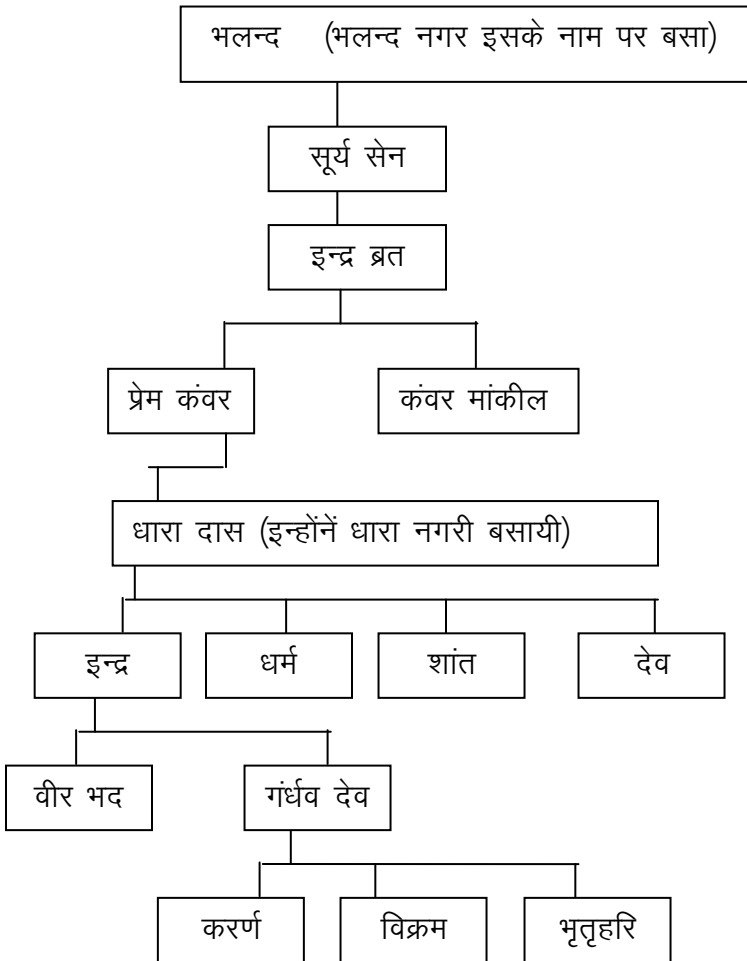 भलन्द (भलन्द नगर इसके नाम पर बसा)
सूर्य सेन
इन्द्र ब्रत
प्रेम कंवर
कंवर मांकील
धारा दास (इन्होंनें धारा नगरी बसायी)
इन्द्र
धर्म
शांत
देव
वीर भद
गंर्धव देव
करर्ण
विक्रम
भृतृहरि